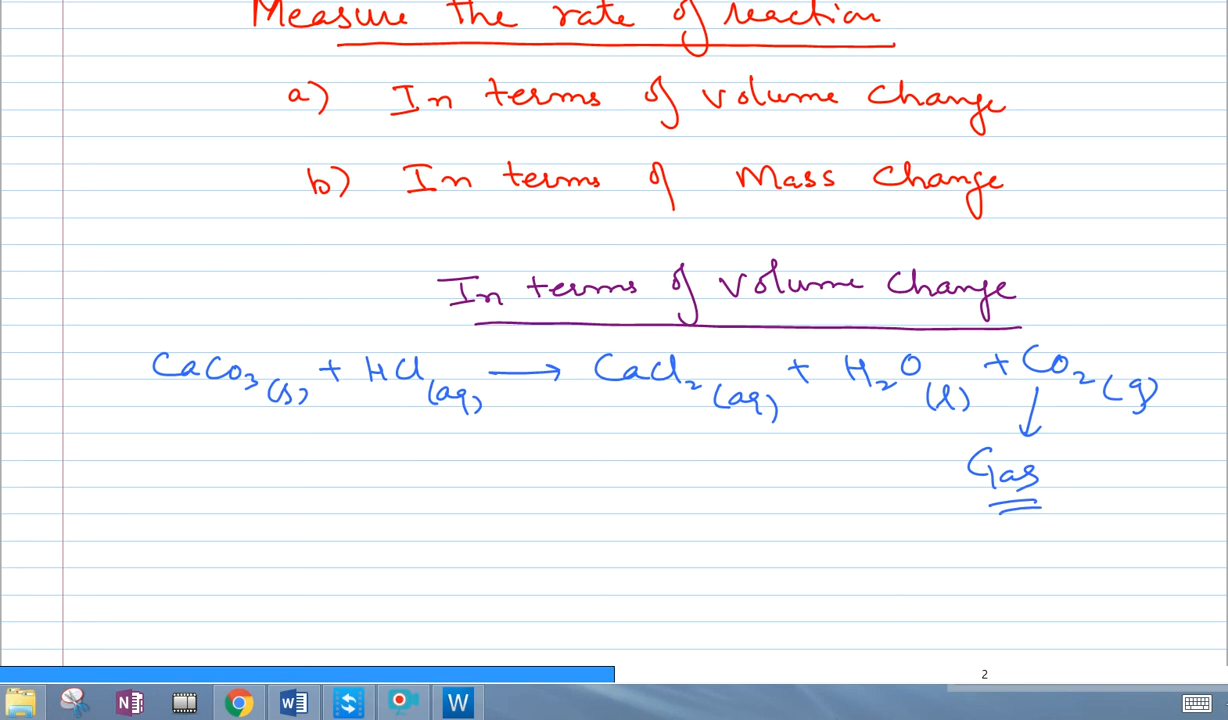 Measure the rate of reaction
a) In terms of volume change
b) In terms of Mass change
In terms of volume change
CaCO₃(s) + HCl(aq) ⟶ CaCl₂(aq) + H₂O(l) + CO₂(g)
↓
Gas
2
N
W
W